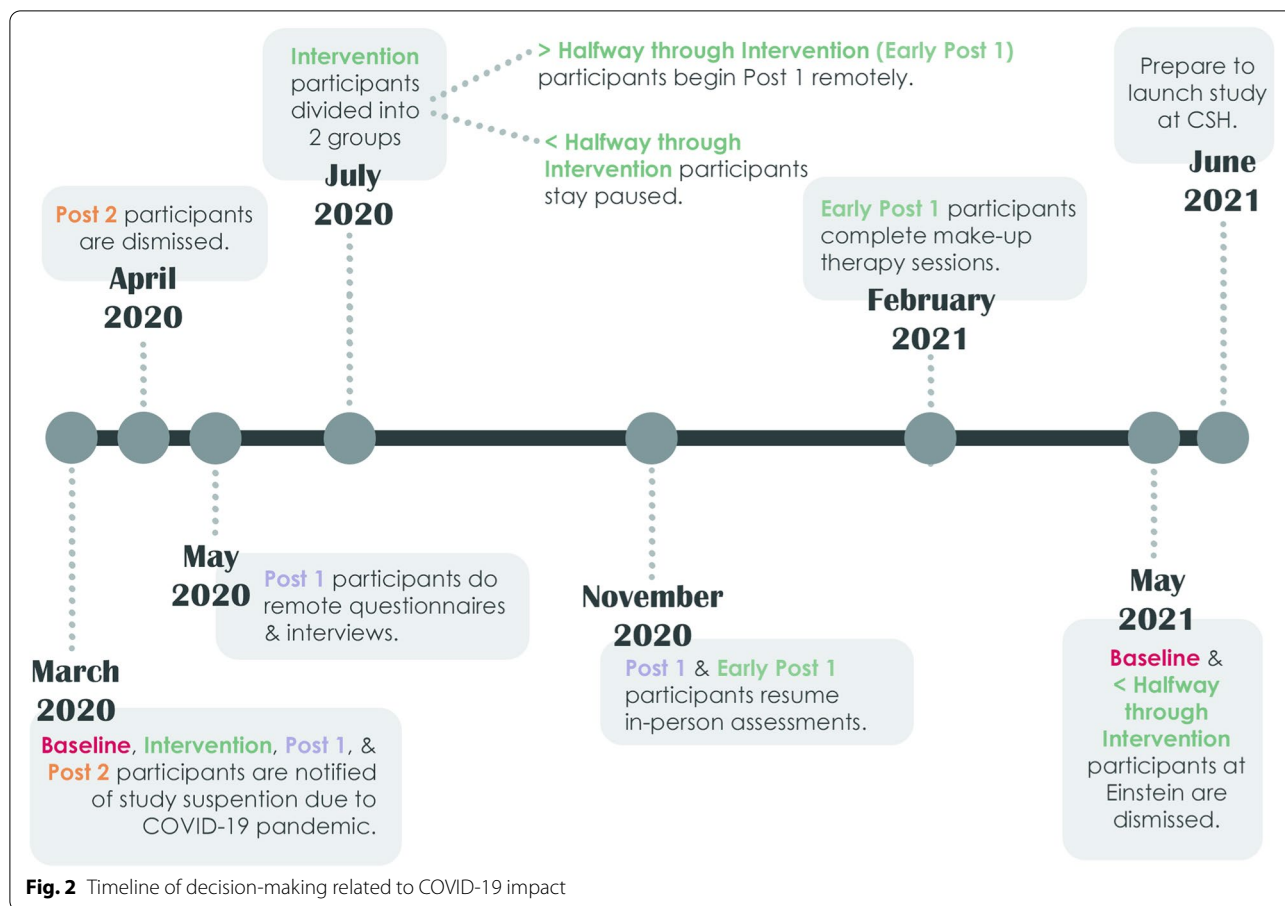 Intervention
participants
divided into
2 groups
July
2020
> Halfway through Intervention (Early Post 1)
participants begin Post 1 remotely.
< Halfway through
Intervention participants
stay paused.
Prepare to
launch study
at CSH.
June
2021
Post 2 participants
are dismissed.
April
2020
Early Post 1 participants
complete make-up
therapy sessions.
February
2021
May
2020
Post 1 participants do
remote questionnaires
& interviews.
November
2020
Post 1 & Early Post 1
participants resume
in-person assessments.
May
2021
Baseline &
< Halfway
through
Intervention
participants at
Einstein are
dismissed.
March
2020
Baseline, Intervention, Post 1, &
Post 2 participants are notified
of study suspention due to
COVID-19 pandemic.
Fig. 2 Timeline of decision-making related to COVID-19 impact